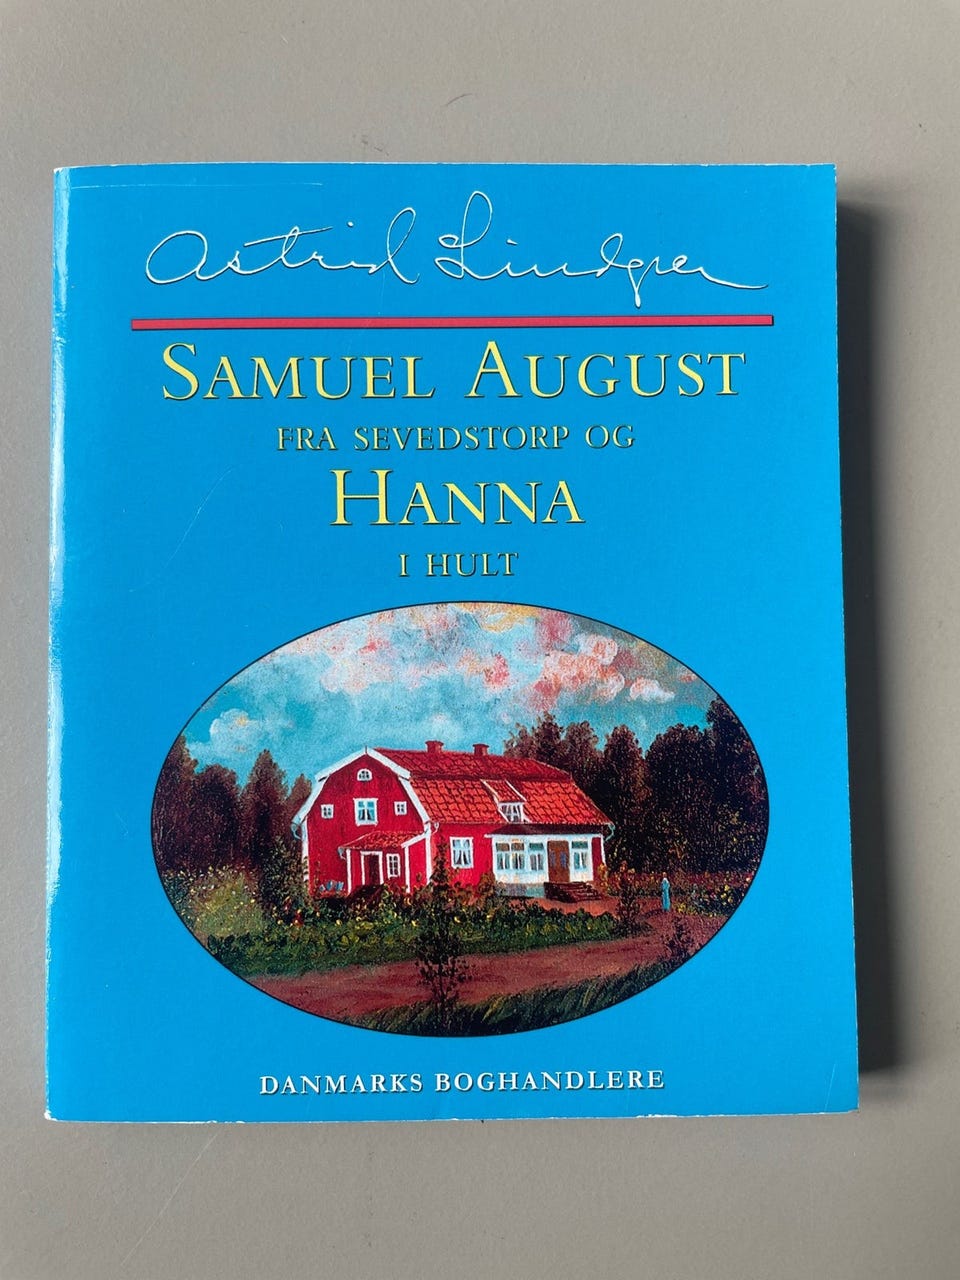 Astrid Lindgren
SAMUEL AUGUST
FRA SEVEDSTORP OG
HANNA
I HULT
DANMARKS BOGHANDLERE